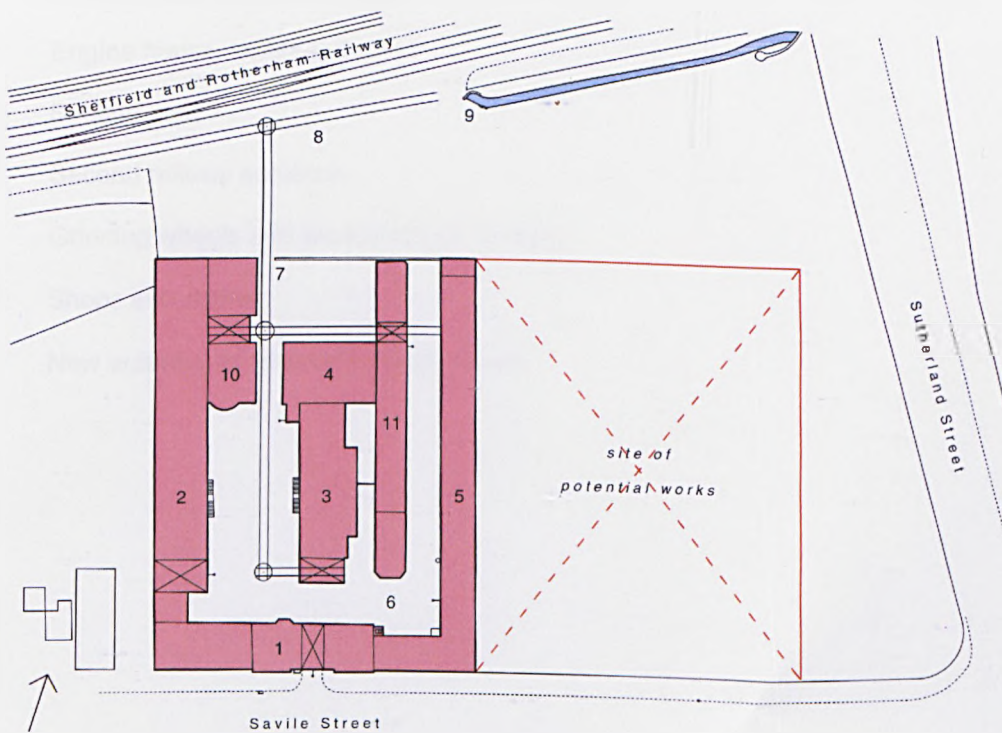 Sheffield and Rotherham Railway
8
9
7
10
4
11
2
3
5
site of
potential works
6
1
Sutherland Street
Savile Street